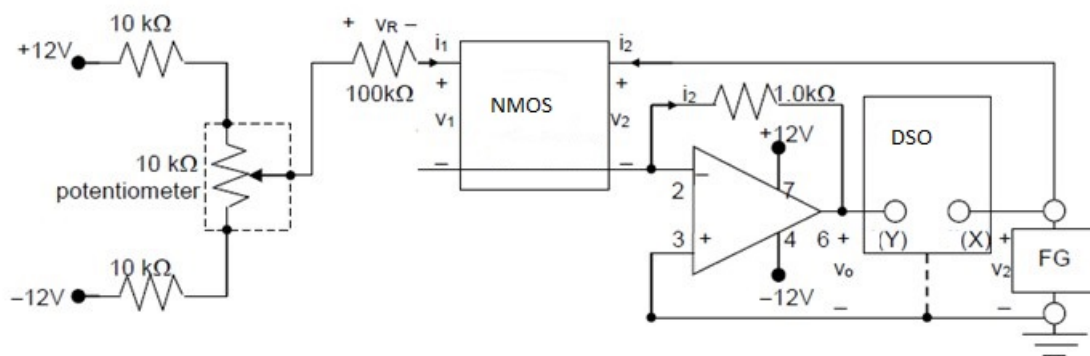 10 kΩ
+12V
10 kΩ
potentiometer
10 kΩ
–12V
+ vR –
100kΩ
i1
+
v1
–
NMOS
i2
+
v2
–
i2
1.0kΩ
+12V
–
2
7
3
+
4
6
–12V
+
vo
–
DSO
(Y)
(X)
+
v2
–
FG